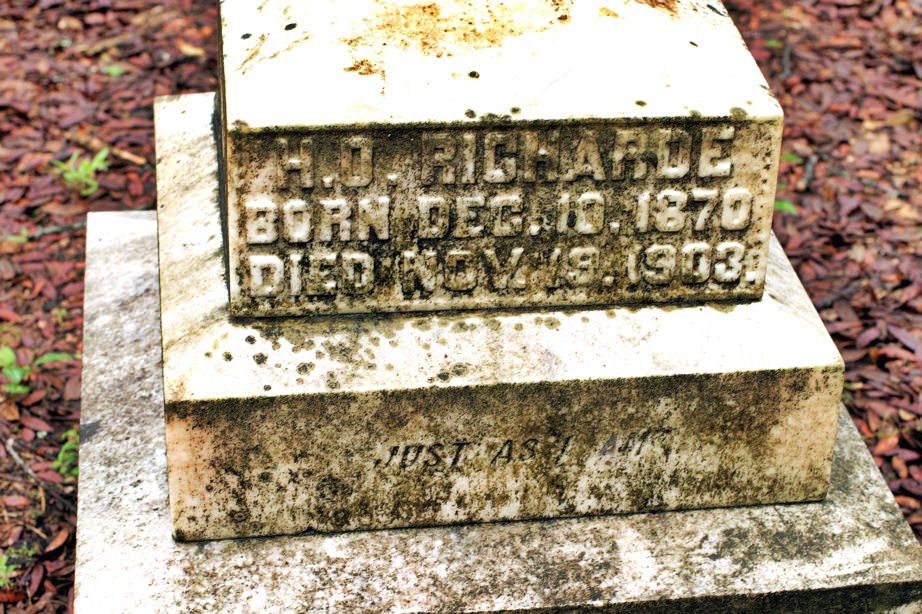 H.O. RICHARDE
BORN DEC. 10. 1870
DIED NOV. 19. 1903.
JUST AS I AM